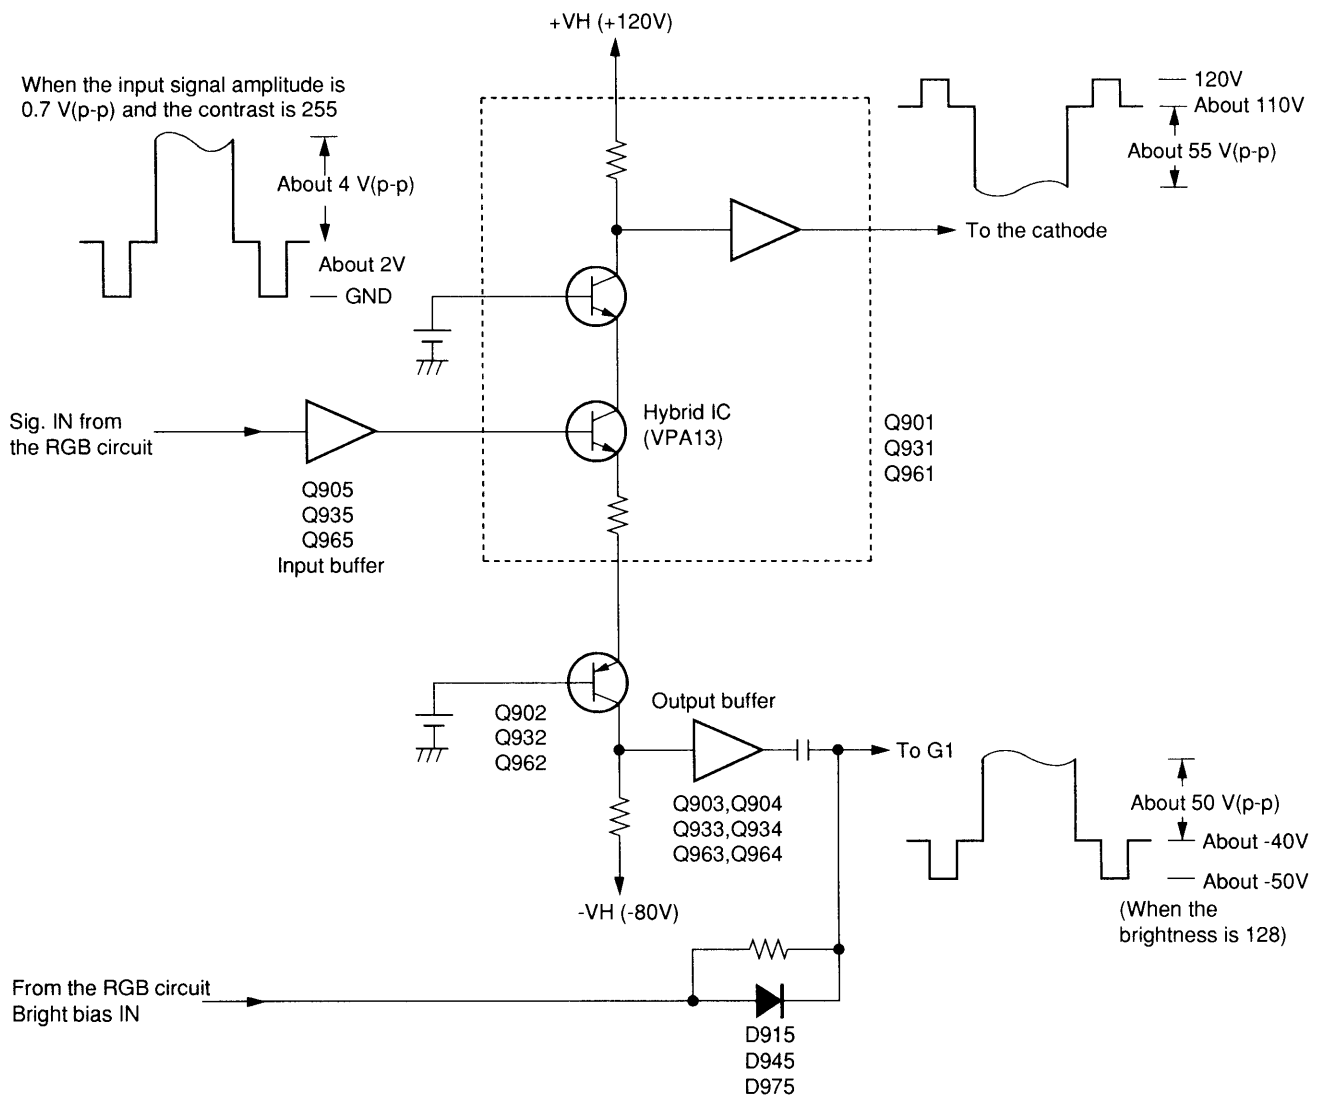 +VH (+120V)
When the input signal amplitude is
0.7 V(p-p) and the contrast is 255
About 4 V(p-p)
About 2V
GND
120V
About 110V
About 55 V(p-p)
To the cathode
Sig. IN from
the RGB circuit
Hybrid IC
(VPA13)
Q901
Q931
Q961
Q905
Q935
Q965
Input buffer
Q902
Q932
Q962
Output buffer
To G1
Q903,Q904
Q933,Q934
Q963,Q964
About 50 V(p-p)
About -40V
About -50V
(When the
brightness is 128)
-VH (-80V)
From the RGB circuit
Bright bias IN
D915
D945
D975